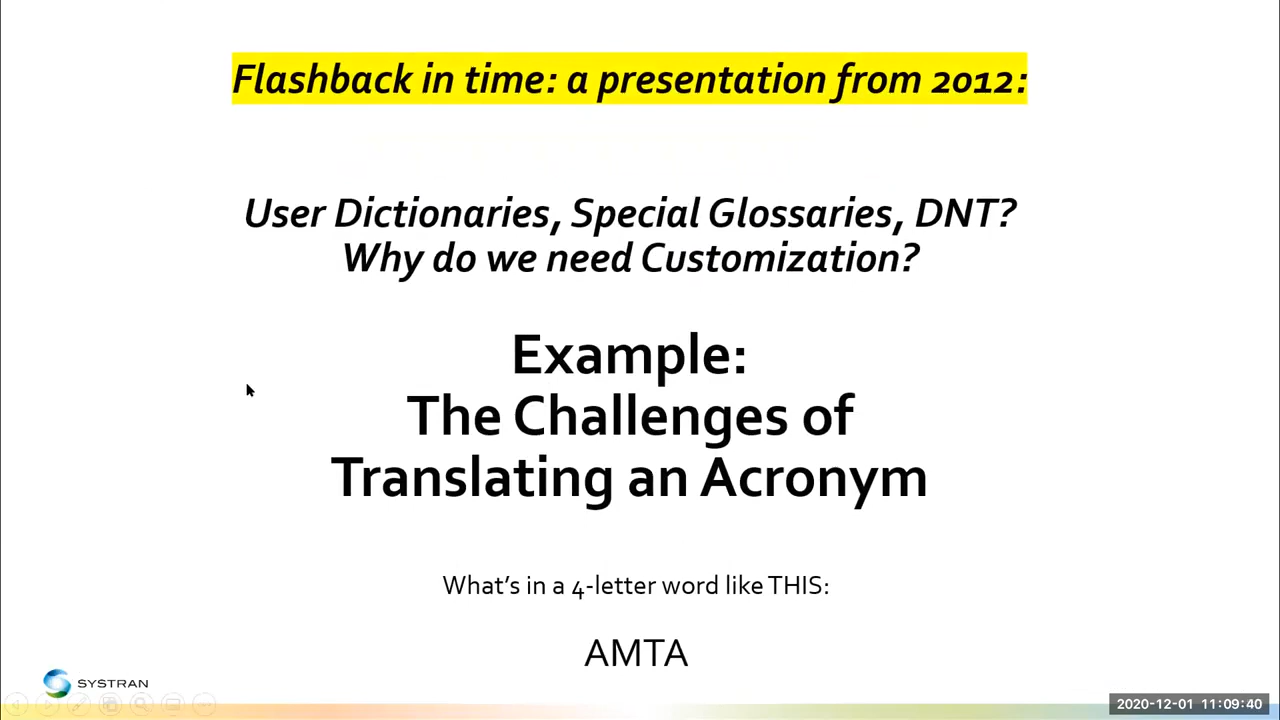 Flashback in time: a presentation from 2012:
User Dictionaries, Special Glossaries, DNT?
Why do we need Customization?
Example:
The Challenges of
Translating an Acronym
What's in a 4-letter word like THIS:
AMTA
SYSTRAN
2020-12-01 11:09:40